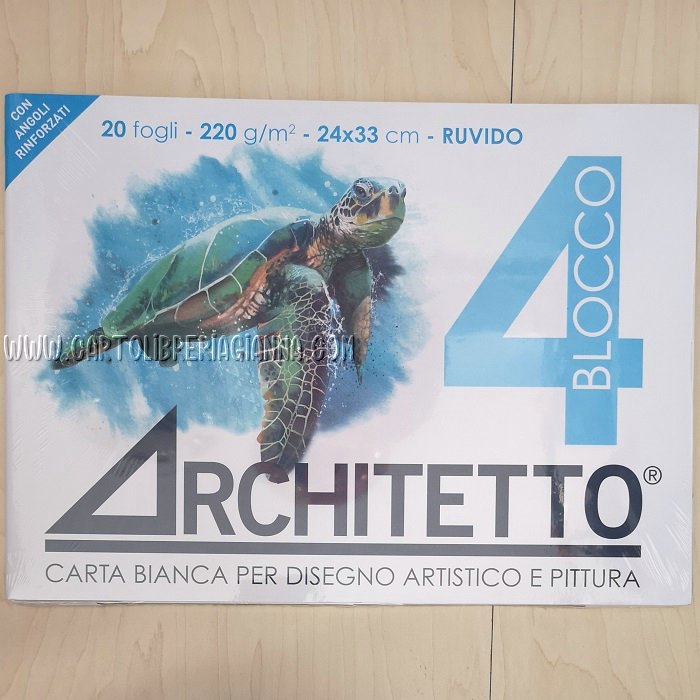 CON
ANGOLI
RINFORZATI
20 fogli - 220 g/m² - 24x33 cm - RUVIDO
4
BLOCCO
WWW.CARTOLIBRERIAGIANNA.COM
ARCHITETTO®
CARTA BIANCA PER DISEGNO ARTISTICO E PITTURA